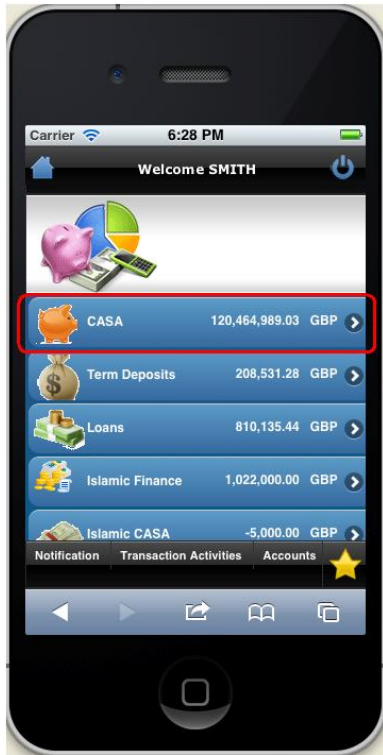 Carrier 6:28 PM
Welcome SMITH
CASA 120,464,989.03 GBP
Term Deposits 208,531.28 GBP
Loans 810,135.44 GBP
Islamic Finance 1,022,000.00 GBP
Islamic CASA -5,000.00 GBP
Notification Transaction Activities Accounts